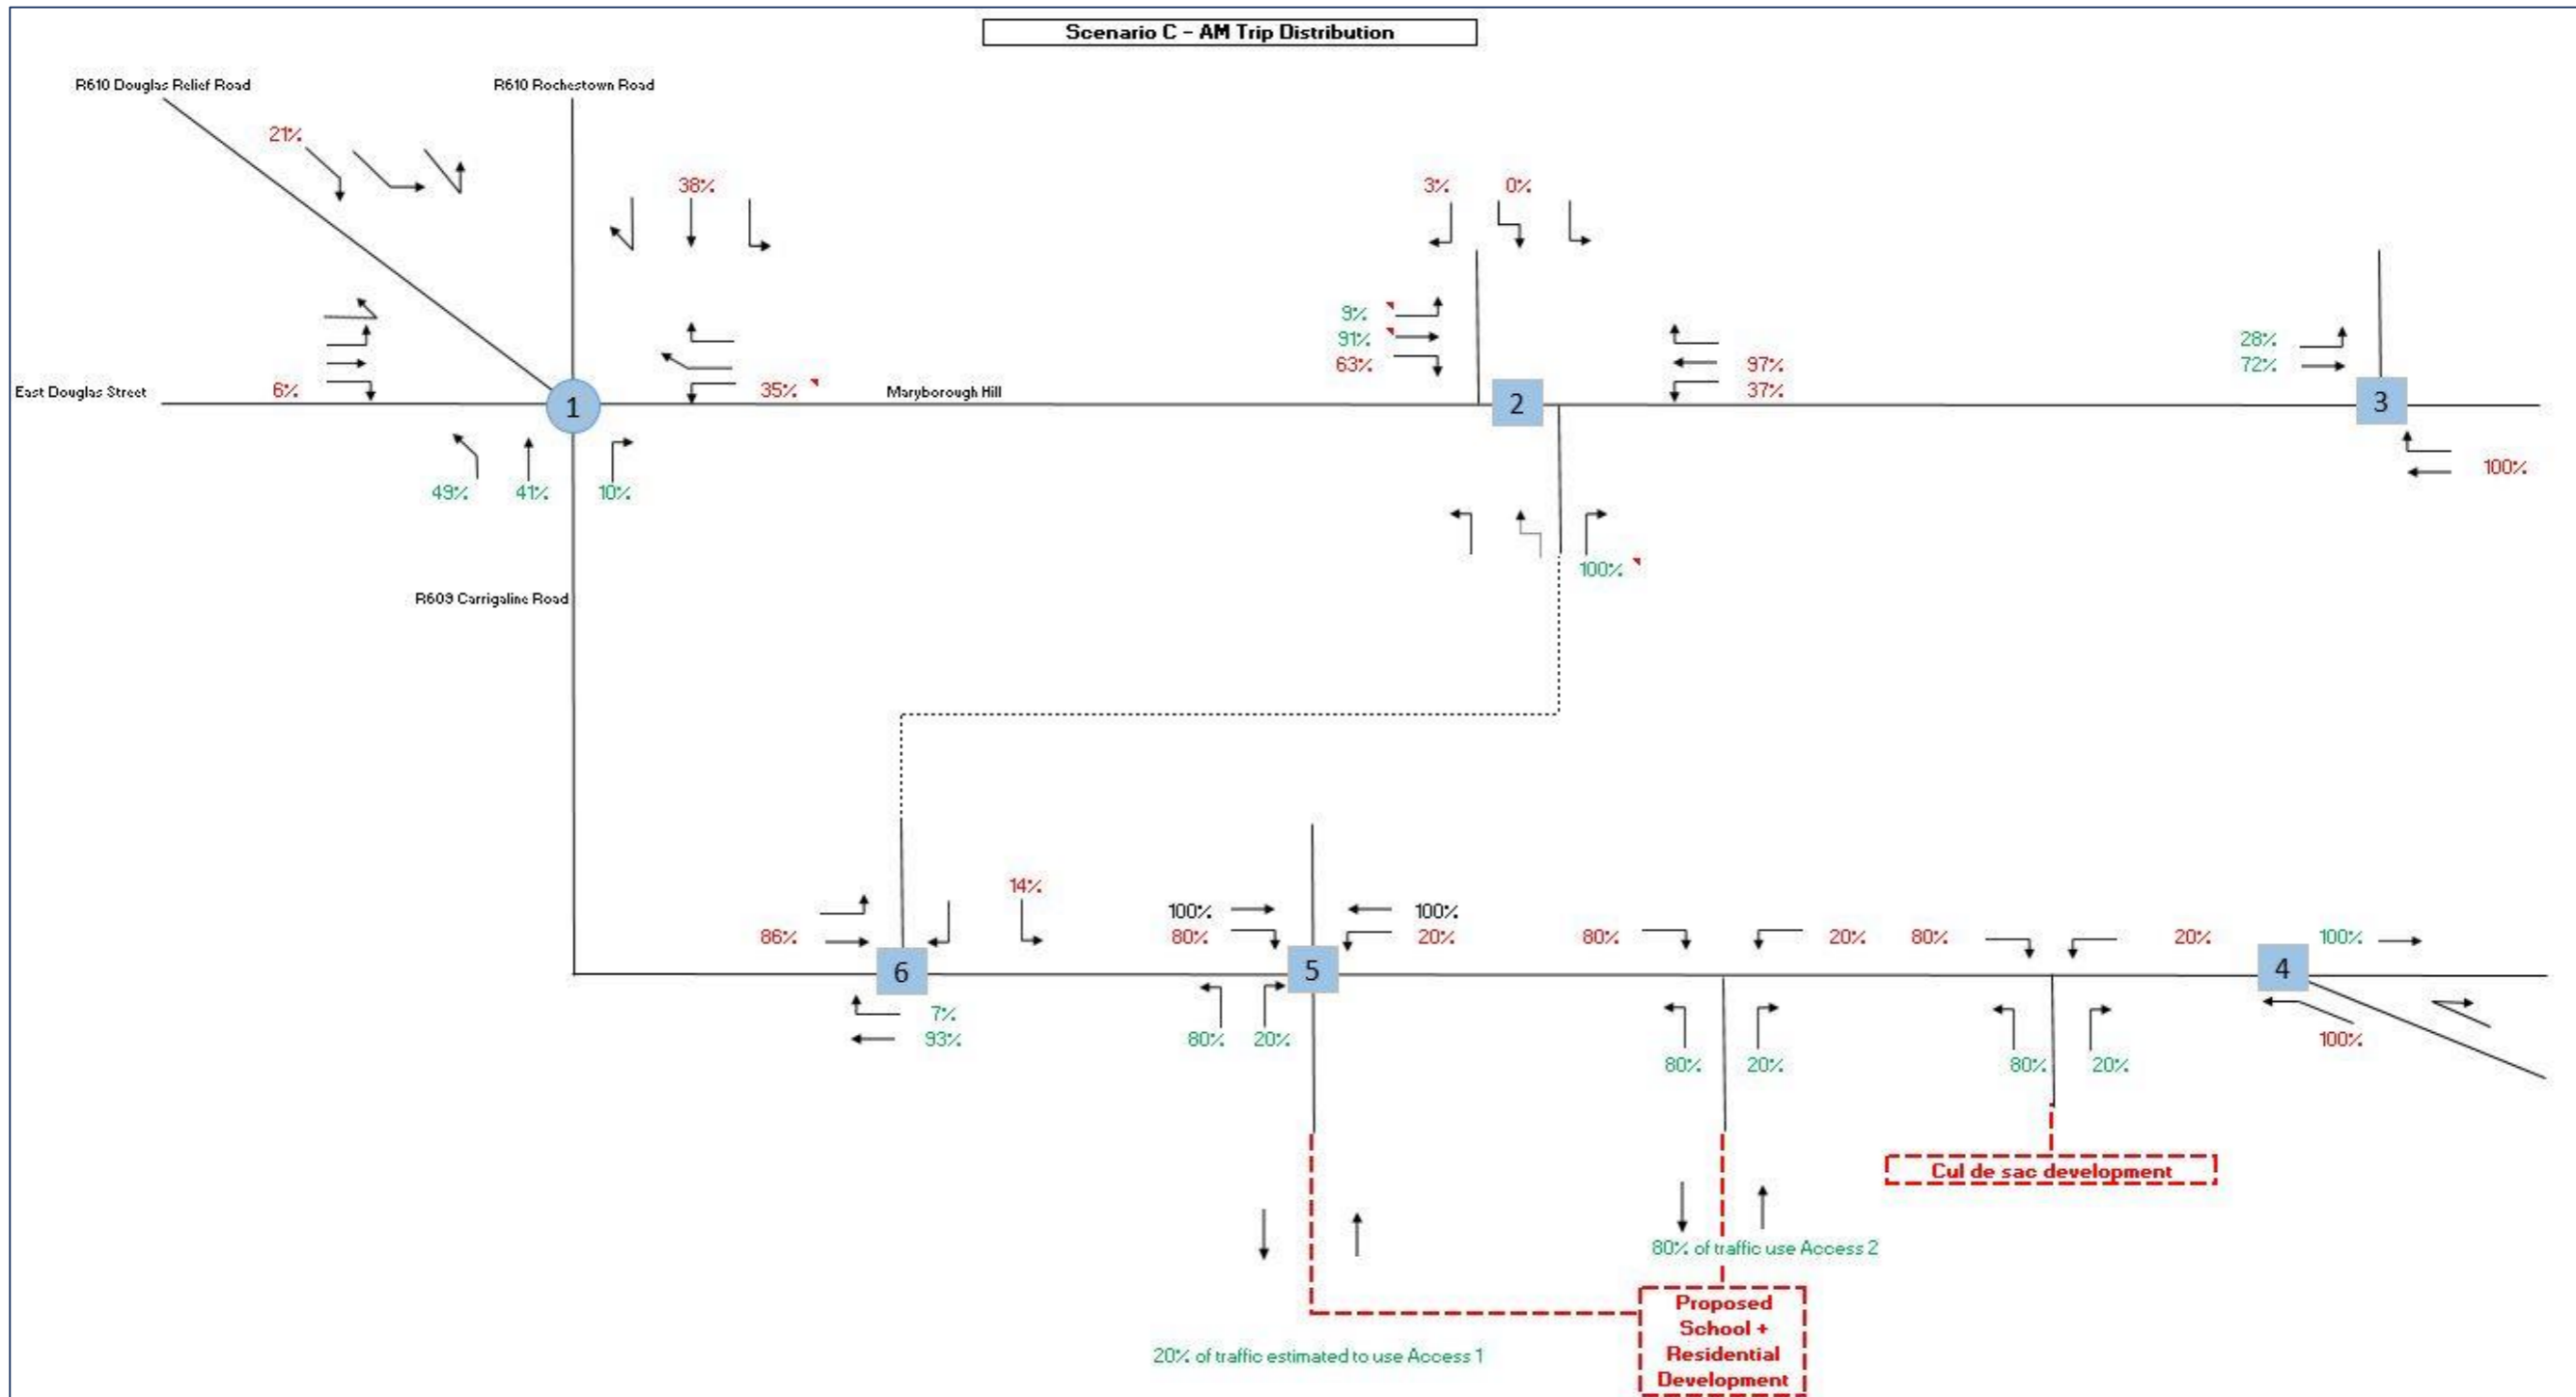 Scenario C - AM Trip Distribution
R610 Douglas Relief Road
R610 Rochestown Road
21%
38%
3% 0%
9%
91%
63%
97%
37%
28%
72%
East Douglas Street
6%
1
35%
Maryborough Hill
2
3
100%
49% 41% 10%
100%
R609 Carrigaline Road
14%
86%
100%
80%
100%
20%
80% 20%
80% 20%
100%
6
5
4
7%
93%
80% 20%
80% 20%
80% 20%
100%
Cul de sac development
80% of traffic use Access 2
20% of traffic estimated to use Access 1
Proposed
School +
Residential
Development